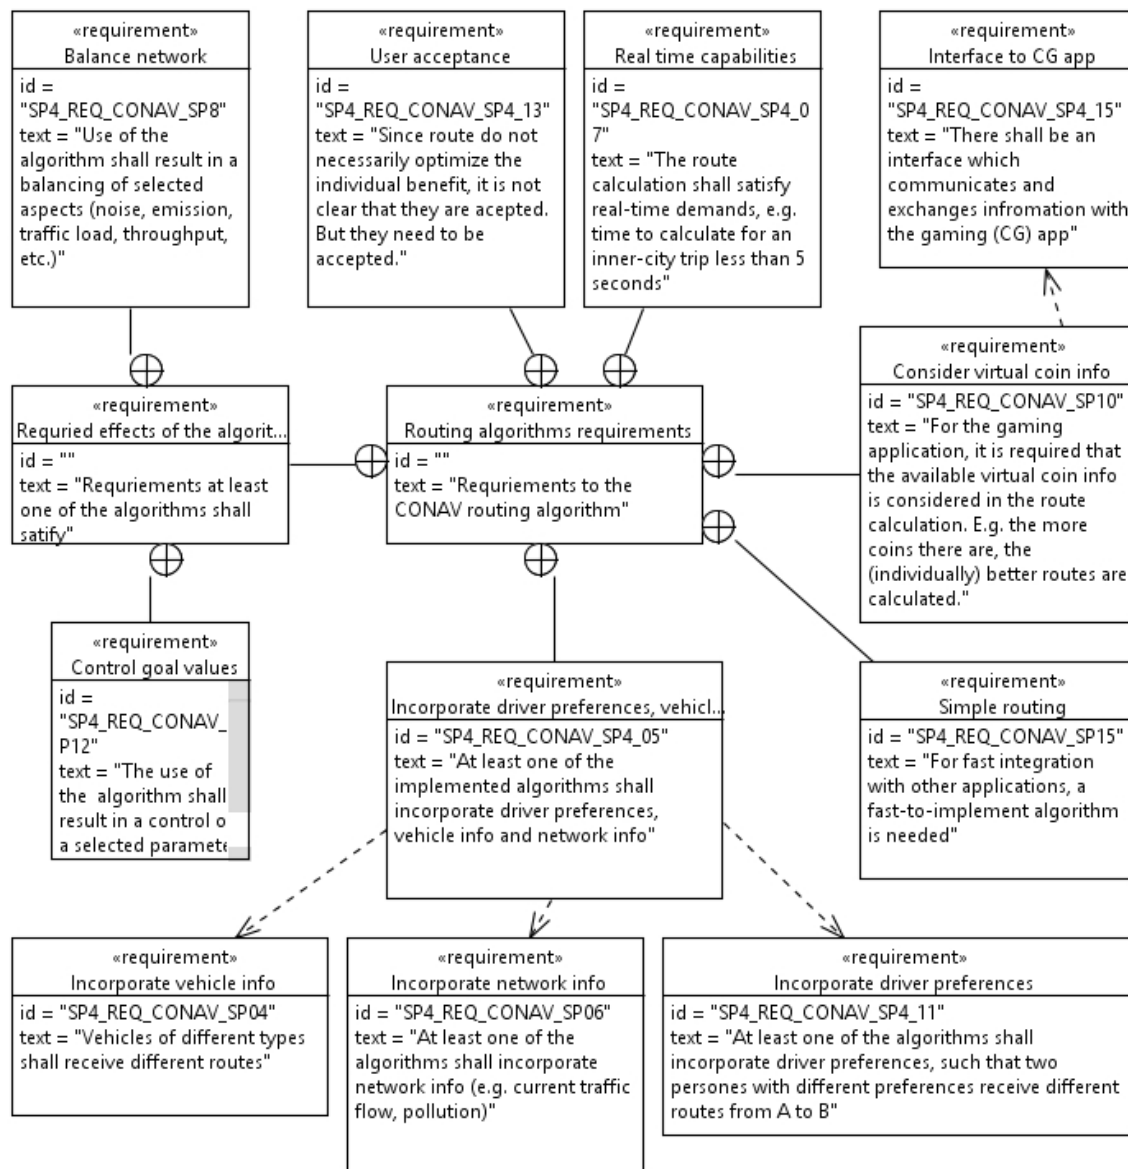 «requirement»
Balance network
id =
"SP4_REQ_CONAV_SP8"
text = "Use of the
algorithm shall result in a
balancing of selected
aspects (noise, emission,
traffic load, throughput,
etc.)"
«requirement»
User acceptance
id =
"SP4_REQ_CONAV_SP4_13"
text = "Since route do not
necessarily optimize the
individual benefit, it is not
clear that they are acepted.
But they need to be
accepted."
«requirement»
Real time capabilities
id =
"SP4_REQ_CONAV_SP4_0
7"
text = "The route
calculation shall satisfy
real-time demands, e.g.
time to calculate for an
inner-city trip less than 5
seconds"
«requirement»
Interface to CG app
id =
"SP4_REQ_CONAV_SP4_15"
text = "There shall be an
interface which
communicates and
exchanges infromation with
the gaming (CG) app"
«requirement»
Requried effects of the algorit...
id = ""
text = "Requriements at least
one of the algorithms shall
satify"
«requirement»
Routing algorithms requirements
id = ""
text = "Requriements to the
CONAV routing algorithm"
«requirement»
Consider virtual coin info
id = "SP4_REQ_CONAV_SP10"
text = "For the gaming
application, it is required that
the available virtual coin info
is considered in the route
calculation. E.g. the more
coins there are, the
(individually) better routes are
calculated."
«requirement»
Control goal values
id =
"SP4_REQ_CONAV_
P12"
text = "The use of
the  algorithm shall
result in a control o
a selected paramete
«requirement»
Incorporate driver preferences, vehicl...
id = "SP4_REQ_CONAV_SP4_05"
text = "At least one of the
implemented algorithms shall
incorporate driver preferences,
vehicle info and network info"
«requirement»
Simple routing
id = "SP4_REQ_CONAV_SP15"
text = "For fast integration
with other applications, a
fast-to-implement algorithm
is needed"
«requirement»
Incorporate vehicle info
id = "SP4_REQ_CONAV_SP04"
text = "Vehicles of different types
shall receive different routes"
«requirement»
Incorporate network info
id = "SP4_REQ_CONAV_SP06"
text = "At least one of the
algorithms shall incorporate
network info (e.g. current traffic
flow, pollution)"
«requirement»
Incorporate driver preferences
id = "SP4_REQ_CONAV_SP4_11"
text = "At least one of the algorithms shall
incorporate driver preferences, such that two
persones with different preferences receive different
routes from A to B"